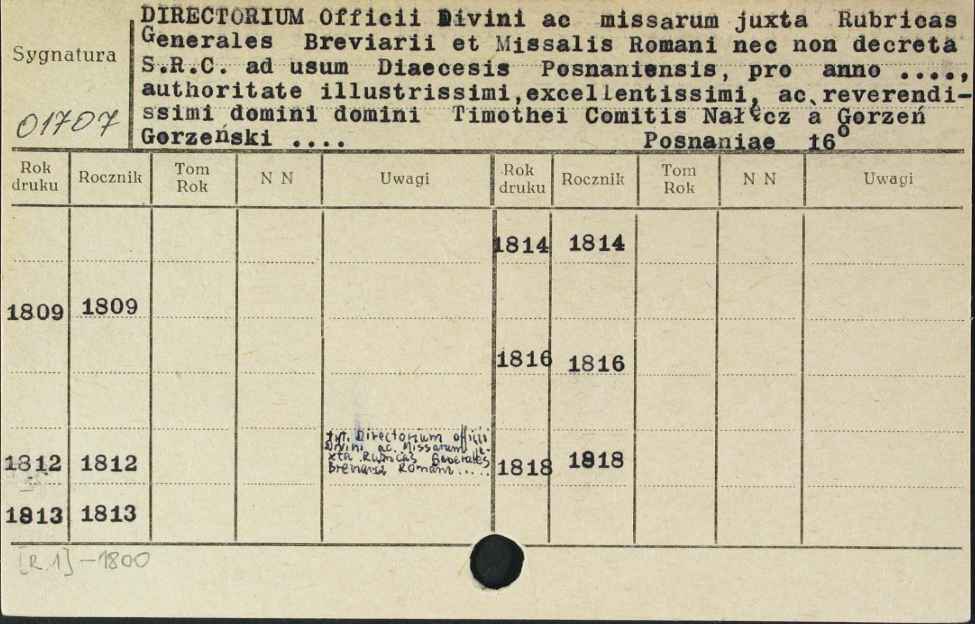 DIRECTORIUM Officii Divini ac missarum juxta Rubricas
Generales Breviarii et Missalis Romani nec non decreta
Sygnatura
S.R.C. ad usum Diaecesis Posnaniensis, pro anno ....,
authoritate illustrissimi, excellentissimi, ac reverendi-
ssimi domini domini Timothei Comitis Nałęcz a Gorzeń
01707
Gorzeński .... Posnaniae 16°
Rok druku Rocznik Tom Rok N N Uwagi Rok druku Rocznik Tom Rok N N Uwagi
1814 1814
1809 1809
1816 1816
tyt. Directorium officii
Divini ac Missarum ju-
xta Rubricas Generales
Breviarii Romani.....
1812 1812
1818 1818
1813 1813
[R.1] – 1800